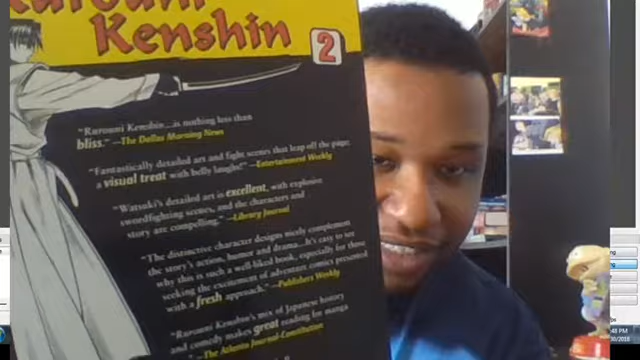 Rurouni
Kenshin
2
"Rurouni Kenshin...is nothing less than
bliss." —The Dallas Morning News
"Fantastically detailed art and fight scenes that leap off the page,
a visual treat with belly laughs!" —Entertainment Weekly
"Watsuki's detailed art is excellent, with explosive
swordfighting scenes, and the characters and
story are compelling." —Library Journal
"The distinctive character designs nicely complement
the story's action, humor and drama...It's easy to see
why this is such a well-liked book, especially for those
seeking the excitement of adventure comics presented
with a fresh approach." —Publishers Weekly
"Rurouni Kenshin's mix of Japanese history
and comedy makes great reading for manga
—The Atlanta Journal-Constitution